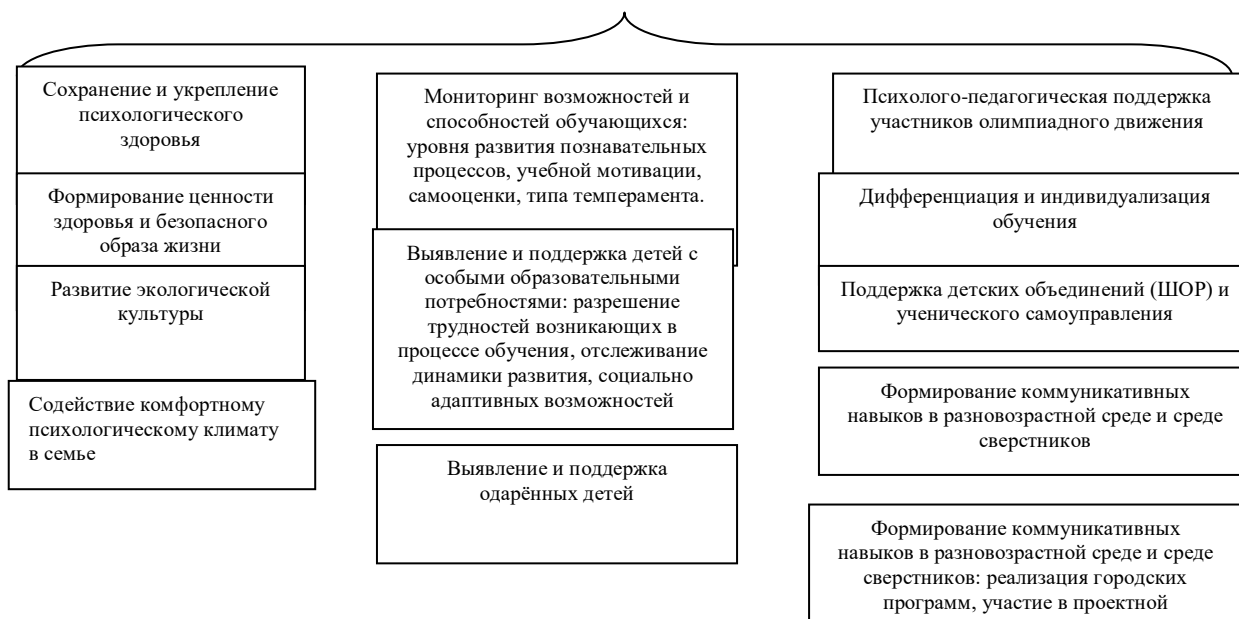 Сохранение и укрепление
психологического
здоровья
Формирование ценности
здоровья и безопасного
образа жизни
Развитие экологической
культуры
Содействие комфортному
психологическому климату
в семье
Мониторинг возможностей и
способностей обучающихся:
уровня развития познавательных
процессов, учебной мотивации,
самооценки, типа темперамента.
Выявление и поддержка детей с
особыми образовательными
потребностями: разрешение
трудностей возникающих в
процессе обучения, отслеживание
динамики развития, социально
адаптивных возможностей
Выявление и поддержка
одарённых детей
Психолого-педагогическая поддержка
участников олимпиадного движения
Дифференциация и индивидуализация
обучения
Поддержка детских объединений (ШОР) и
ученического самоуправления
Формирование коммуникативных
навыков в разновозрастной среде и среде
сверстников
Формирование коммуникативных
навыков в разновозрастной среде и среде
сверстников: реализация городских
программ, участие в проектной